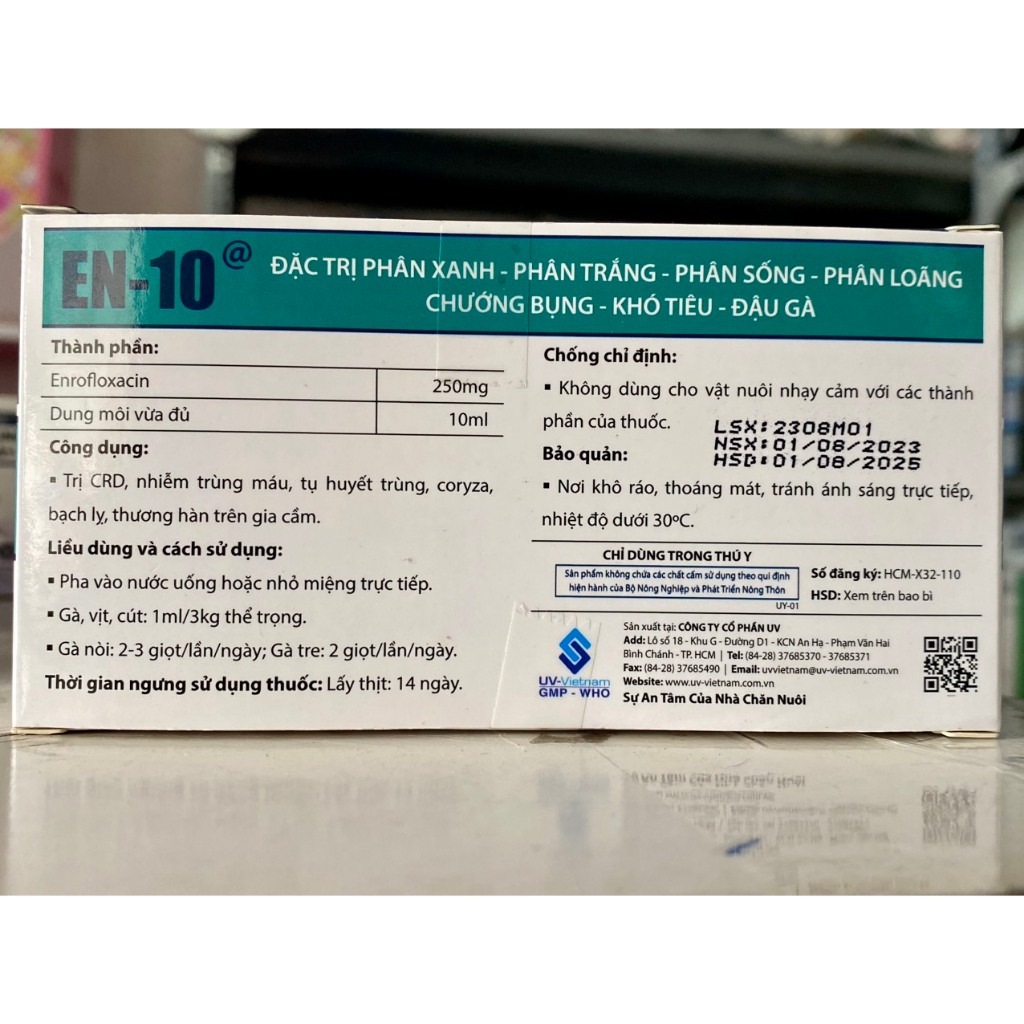 EN-10@
ĐẶC TRỊ PHÂN XANH - PHÂN TRẮNG - PHÂN SỐNG - PHÂN LOÃNG
CHƯỚNG BỤNG - KHÓ TIÊU - ĐẬU GÀ
Thành phần:
Enrofloxacin 250mg
Dung môi vừa đủ 10ml
Công dụng:
▪ Trị CRD, nhiễm trùng máu, tụ huyết trùng, coryza,
bạch lỵ, thương hàn trên gia cầm.
Liều dùng và cách sử dụng:
▪ Pha vào nước uống hoặc nhỏ miệng trực tiếp.
▪ Gà, vịt, cút: 1ml/3kg thể trọng.
▪ Gà nòi: 2-3 giọt/lần/ngày; Gà tre: 2 giọt/lần/ngày.
Thời gian ngưng sử dụng thuốc: Lấy thịt: 14 ngày.
Chống chỉ định:
▪ Không dùng cho vật nuôi nhạy cảm với các thành
phần của thuốc.
LSX:2308M01
NSX:01/08/2023
HSD:01/08/2025
Bảo quản:
▪ Nơi khô ráo, thoáng mát, tránh ánh sáng trực tiếp,
nhiệt độ dưới 30ºC.
CHỈ DÙNG TRONG THÚ Y
Sản phẩm không chứa các chất cấm sử dụng theo qui định
hiện hành của Bộ Nông Nghiệp và Phát Triển Nông Thôn
UY-01
Số đăng ký: HCM-X32-110
HSD: Xem trên bao bì
UV-Vietnam
GMP - WHO
Sản xuất tại: CÔNG TY CỔ PHẦN UV
Add: Lô số 18 - Khu G - Đường D1 - KCN An Hạ - Phạm Văn Hai
Bình Chánh - TP. HCM | Tel: (84-28) 37685370 - 37685371
Fax: (84-28) 37685490 | Email: uvvietnam@uv-vietnam.com.vn
Website: www.uv-vietnam.com.vn
Sự An Tâm Của Nhà Chăn Nuôi